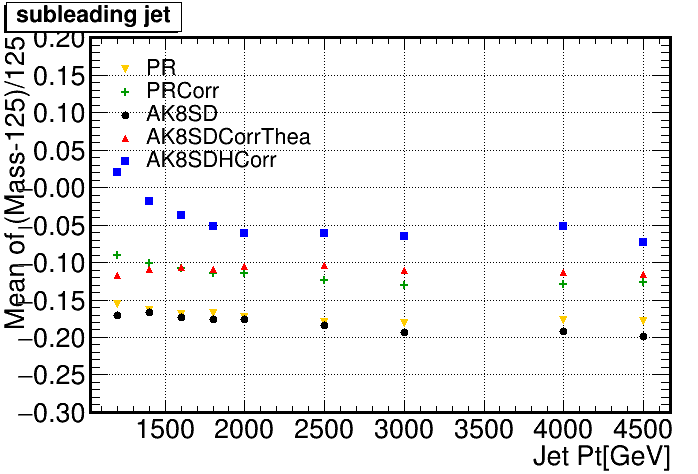 subleading jet
Mean of (Mass-125)/125
0.20
0.15
0.10
0.05
−0.00
−0.05
−0.10
−0.15
−0.20
−0.25
−0.30
PR
PRCorr
AK8SD
AK8SDCorrThea
AK8SDHCorr
1500 2000 2500 3000 3500 4000 4500
Jet Pt[GeV]